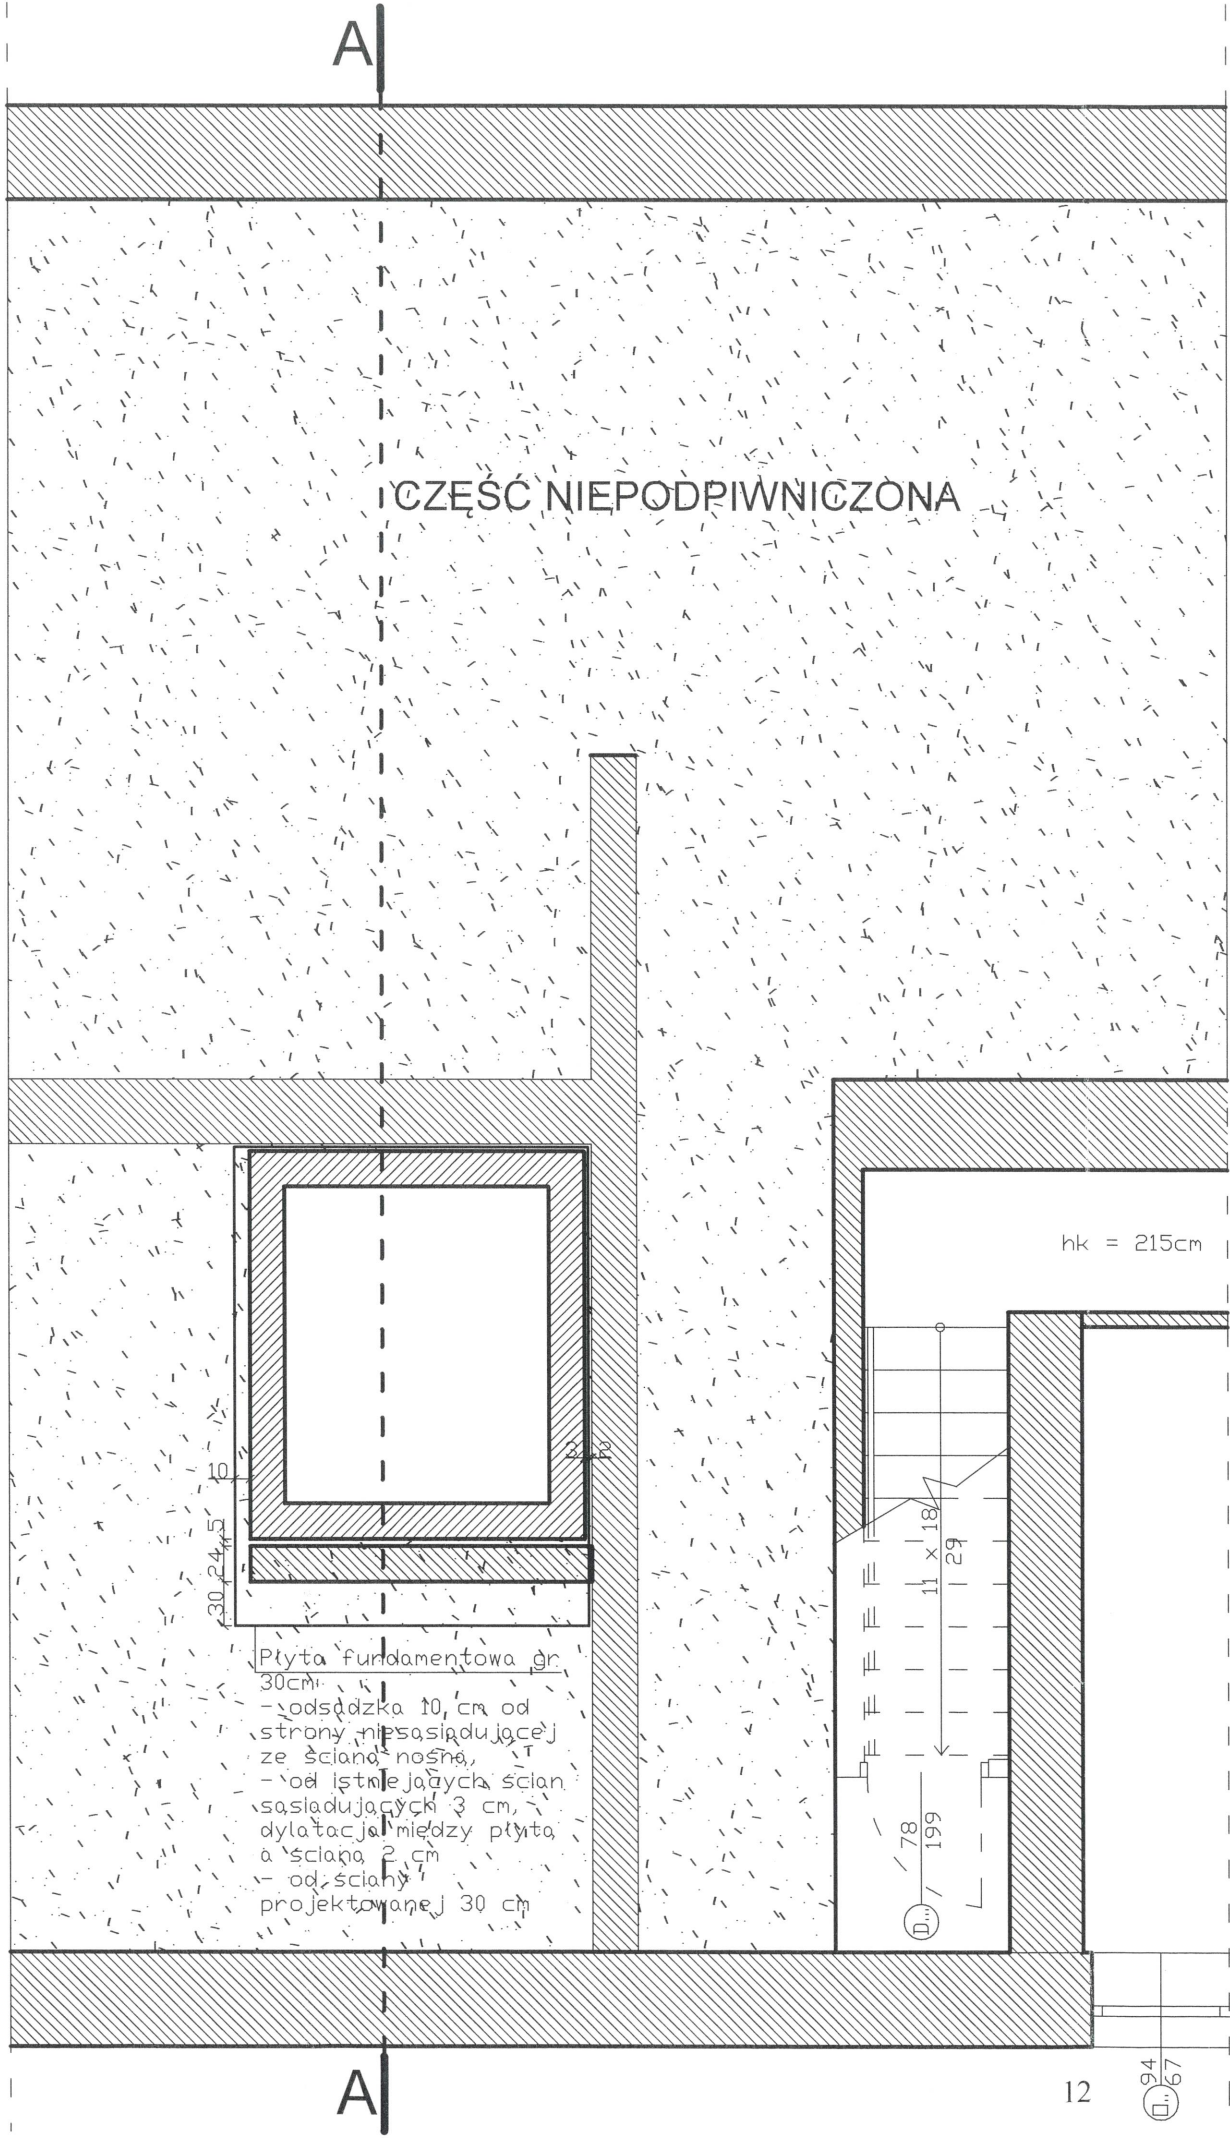 A
CZĘŚĆ NIEPODPIWNICZONA
hk = 215cm
3 2
10
5
24
30
11 x 18
29
Płyta fundamentowa gr
30cm
- odsadzka 10 cm od
strony niesąsiadującej
ze ścianą nośną,
- od istniejących ścian
sąsiadujących 3 cm,
dylatacja między płytą
a ścianą 2 cm
- od ściany
projektowanej 30 cm
78
199
D...
A
12
94
67
O..